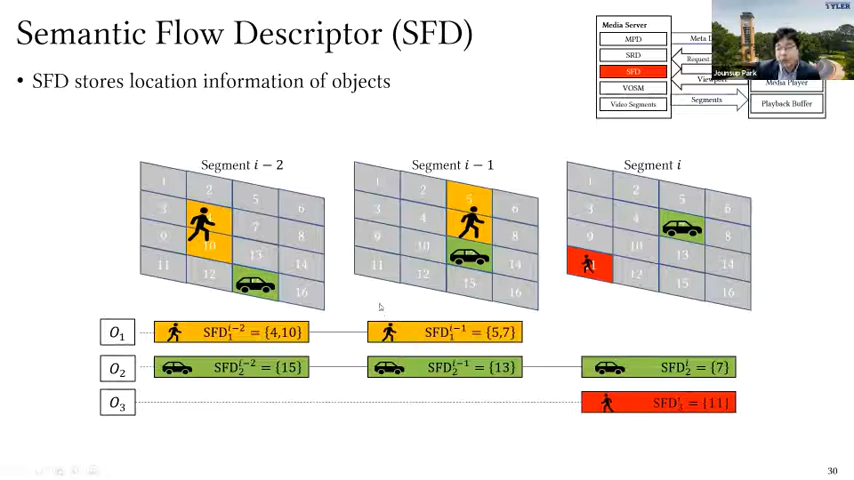 Semantic Flow Descriptor (SFD)
• SFD stores location information of objects
Media Server
MPD
SRD
SFD
VOSM
Video Segments
Meta D
Request
Viewpo
Segments
Media Player
Playback Buffer
TYLER
Jounsup Park
Segment i − 2
1 2 5 6
3 7 8
9 10 13 14
11 12 16
Segment i − 1
1 2 5 6
3 4 8
9 10 14
11 12 15 16
Segment i
1 2 5 6
3 4 8
9 10 13 14
11 12 15 16
O₁
SFD₁ⁱ⁻² = {4,10}
SFD₁ⁱ⁻¹ = {5,7}
O₂
SFD₂ⁱ⁻² = {15}
SFD₂ⁱ⁻¹ = {13}
SFD₂ⁱ = {7}
O₃
SFD₃ⁱ = {11}
30